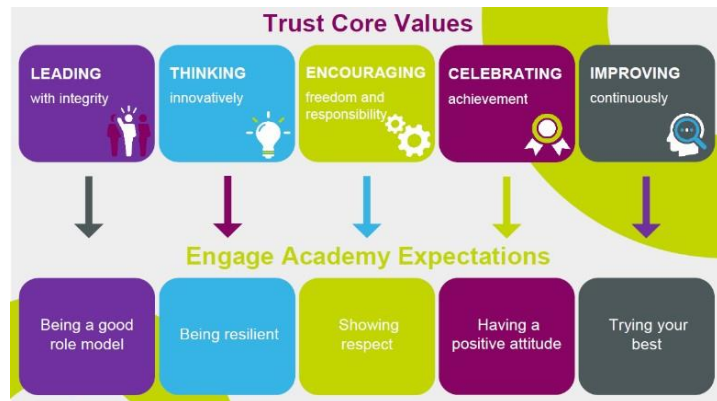 Trust Core Values
LEADING
with integrity
THINKING
innovatively
ENCOURAGING
freedom and
responsibility
CELEBRATING
achievement
IMPROVING
continuously
Engage Academy Expectations
Being a good
role model
Being resilient
Showing
respect
Having a
positive attitude
Trying your
best